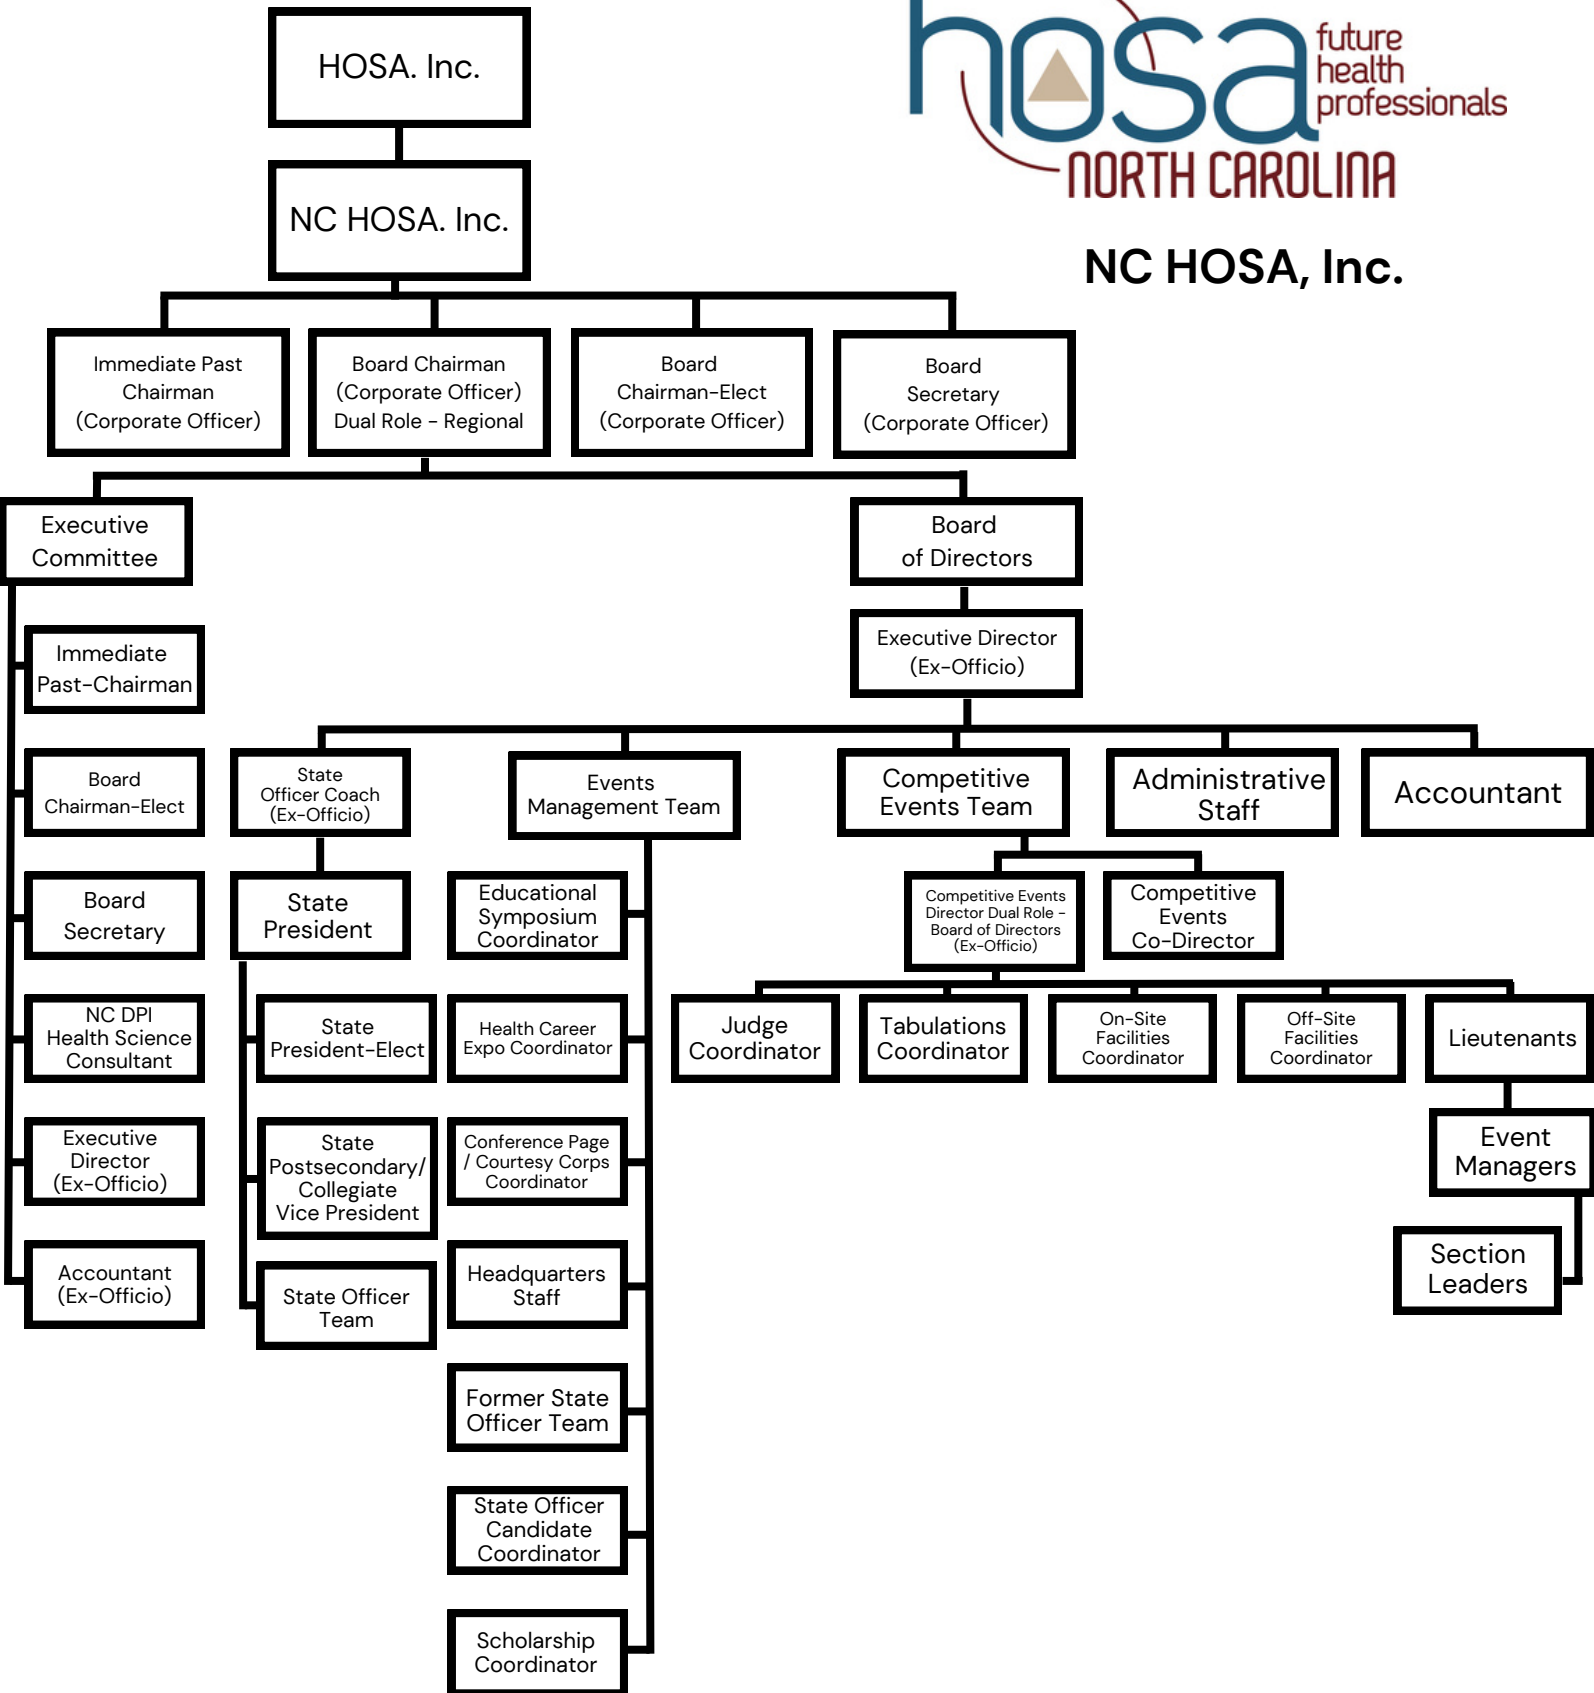 HOSA. Inc.
hosa
future
health
professionals
NORTH CAROLINA
NC HOSA. Inc.
NC HOSA, Inc.
Immediate Past
Chairman
(Corporate Officer)
Board Chairman
(Corporate Officer)
Dual Role - Regional
Board
Chairman-Elect
(Corporate Officer)
Board
Secretary
(Corporate Officer)
Executive
Committee
Board
of Directors
Executive Director
(Ex-Officio)
Immediate
Past-Chairman
Board
Chairman-Elect
Board
Secretary
NC DPI
Health Science
Consultant
Executive
Director
(Ex-Officio)
Accountant
(Ex-Officio)
State
Officer Coach
(Ex-Officio)
State
President
State
President-Elect
State
Postsecondary/
Collegiate
Vice President
State Officer
Team
Events
Management Team
Educational
Symposium
Coordinator
Health Career
Expo Coordinator
Conference Page
/ Courtesy Corps
Coordinator
Headquarters
Staff
Former State
Officer Team
State Officer
Candidate
Coordinator
Scholarship
Coordinator
Competitive
Events Team
Competitive Events
Director Dual Role -
Board of Directors
(Ex-Officio)
Competitive
Events
Co-Director
Judge
Coordinator
Tabulations
Coordinator
On-Site
Facilities
Coordinator
Off-Site
Facilities
Coordinator
Lieutenants
Event
Managers
Section
Leaders
Administrative
Staff
Accountant